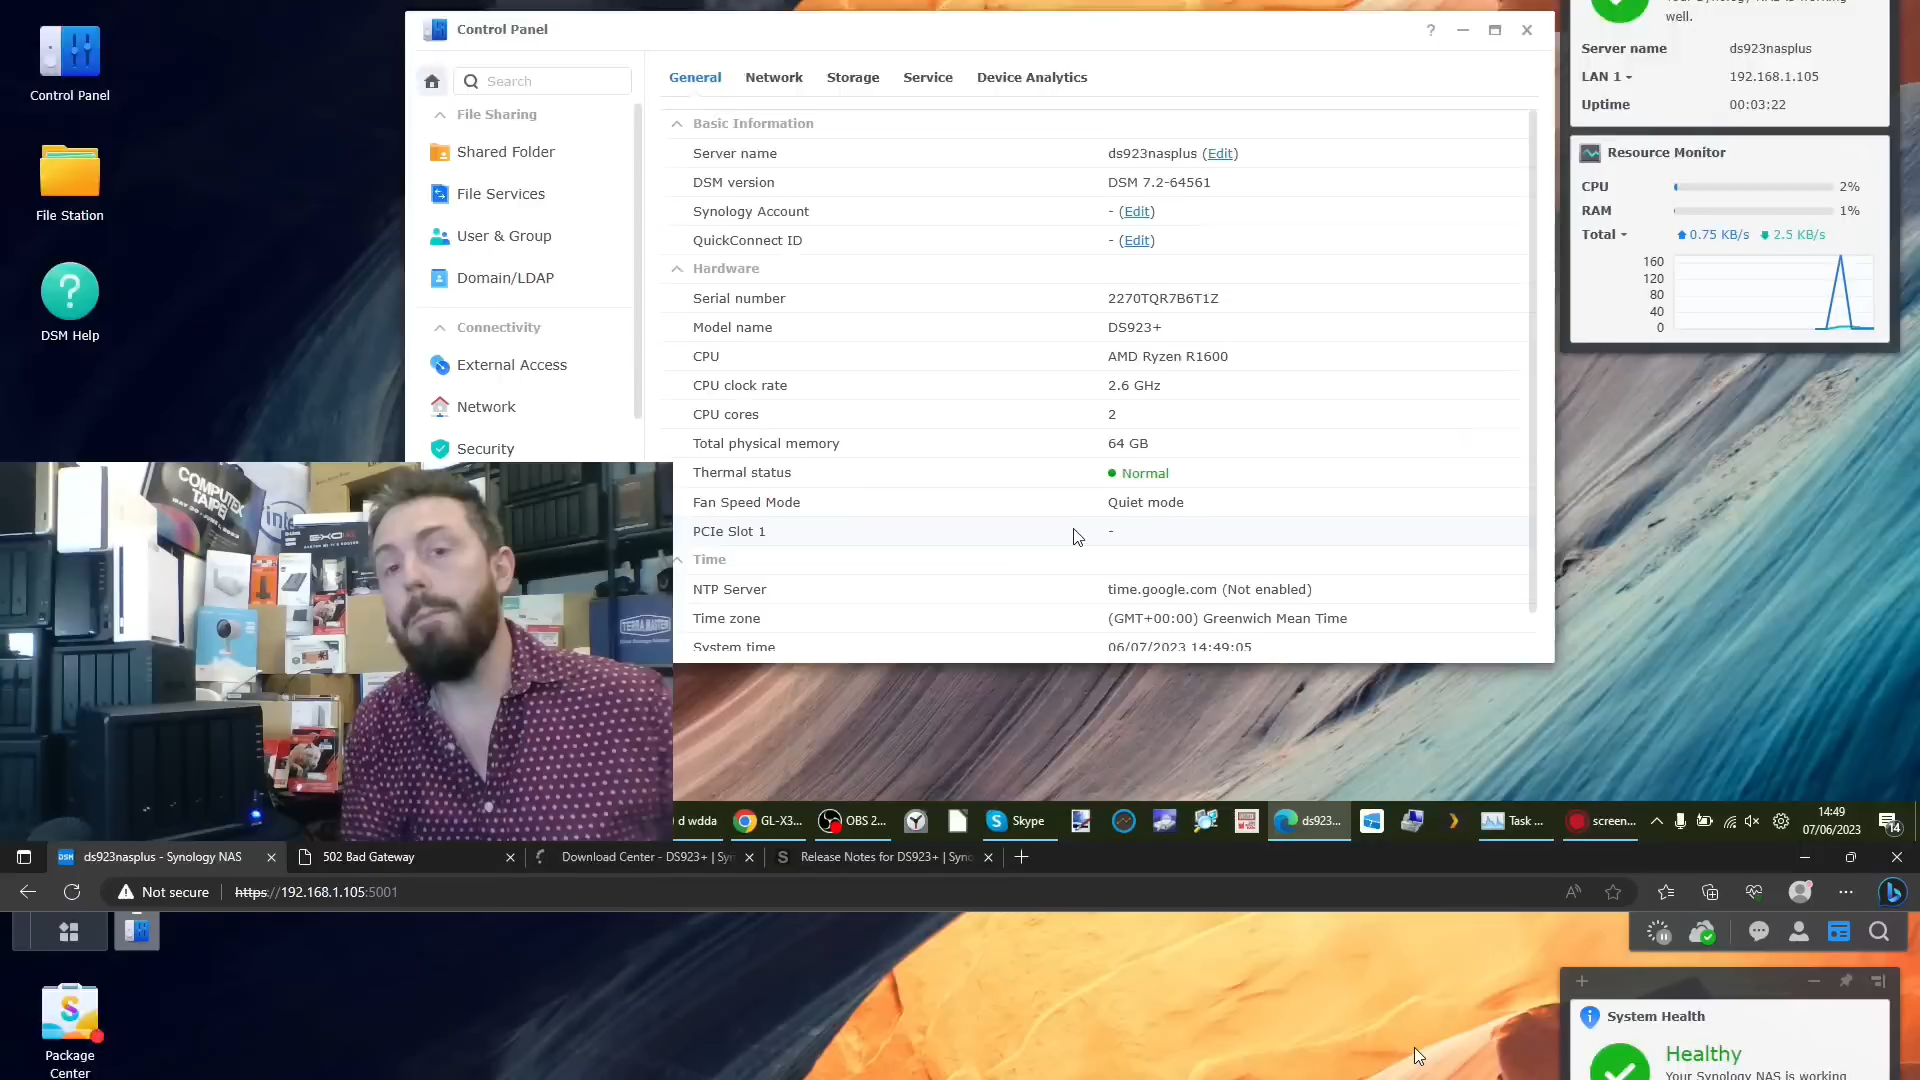 Control Panel
File Station
DSM Help
Control Panel
Search
File Sharing
Shared Folder
File Services
User & Group
Domain/LDAP
Connectivity
External Access
Network
Security
General Network Storage Service Device Analytics
Basic Information
Server name ds923nasplus (Edit)
DSM version DSM 7.2-64561
Synology Account - (Edit)
QuickConnect ID - (Edit)
Hardware
Serial number 2270TQR7B6T1Z
Model name DS923+
CPU AMD Ryzen R1600
CPU clock rate 2.6 GHz
CPU cores 2
Total physical memory 64 GB
Thermal status Normal
Fan Speed Mode Quiet mode
PCIe Slot 1 -
Time
NTP Server time.google.com (Not enabled)
Time zone (GMT+00:00) Greenwich Mean Time
System time 06/07/2023 14:49:05
well.
Server name ds923nasplus
LAN 1 192.168.1.105
Uptime 00:03:22
Resource Monitor
CPU 2%
RAM 1%
Total 0.75 KB/s 2.5 KB/s
160
120
80
40
0
COMPUTEX
TAIPEI
intel
TERRA MASTER
d wdda
GL-X3...
OBS 2...
Skype
ds923...
Task ...
screen...
14:49
07/06/2023
14
ds923nasplus - Synology NAS
502 Bad Gateway
Download Center - DS923+ | Syn
Release Notes for DS923+ | Syno
Not secure https://192.168.1.105:5001
Package
Center
System Health
Healthy
Your Synology NAS is working